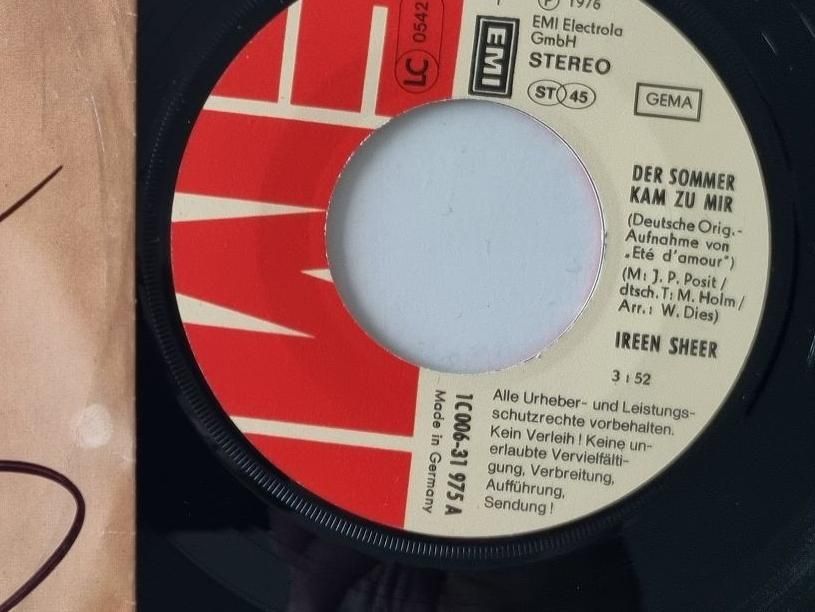 ℗ 1976
EMI Electrola
GmbH
STEREO
ST 45
EMI
LC 0542
GEMA
DER SOMMER
KAM ZU MIR
(Deutsche Orig.-
Aufnahme von
„Eté d'amour")
(M: J. P. Posit /
dtsch. T: M. Holm /
Arr.: W. Dies)
IREEN SHEER
3 : 52
Alle Urheber- und Leistungs-
schutzrechte vorbehalten.
Kein Verleih! Keine un-
erlaubte Vervielfälti-
gung, Verbreitung,
Aufführung,
Sendung!
1C 006-31 975 A
Made in Germany